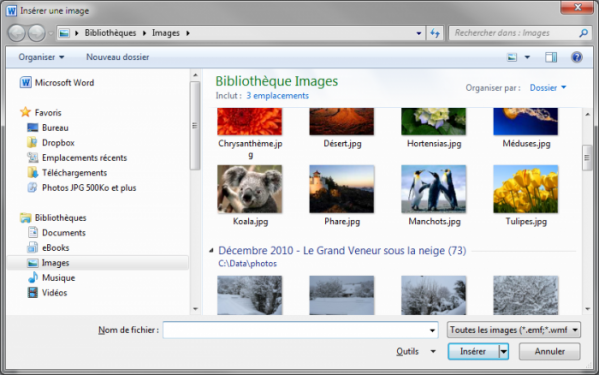 Insérer une image
Bibliothèques Images
Rechercher dans : Images
Organiser Nouveau dossier
Microsoft Word
Favoris
Bureau
Dropbox
Emplacements récents
Téléchargements
Photos JPG 500Ko et plus
Bibliothèques
Documents
eBooks
Images
Musique
Vidéos
Bibliothèque Images
Inclut : 3 emplacements
Organiser par : Dossier
Chrysanthème.jp
g
Désert.jpg
Hortensias.jpg
Méduses.jpg
Koala.jpg
Phare.jpg
Manchots.jpg
Tulipes.jpg
Décembre 2010 - Le Grand Veneur sous la neige (73)
C:\Data\photos
Nom de fichier :
Toutes les images (*.emf;*.wmf
Outils
Insérer
Annuler